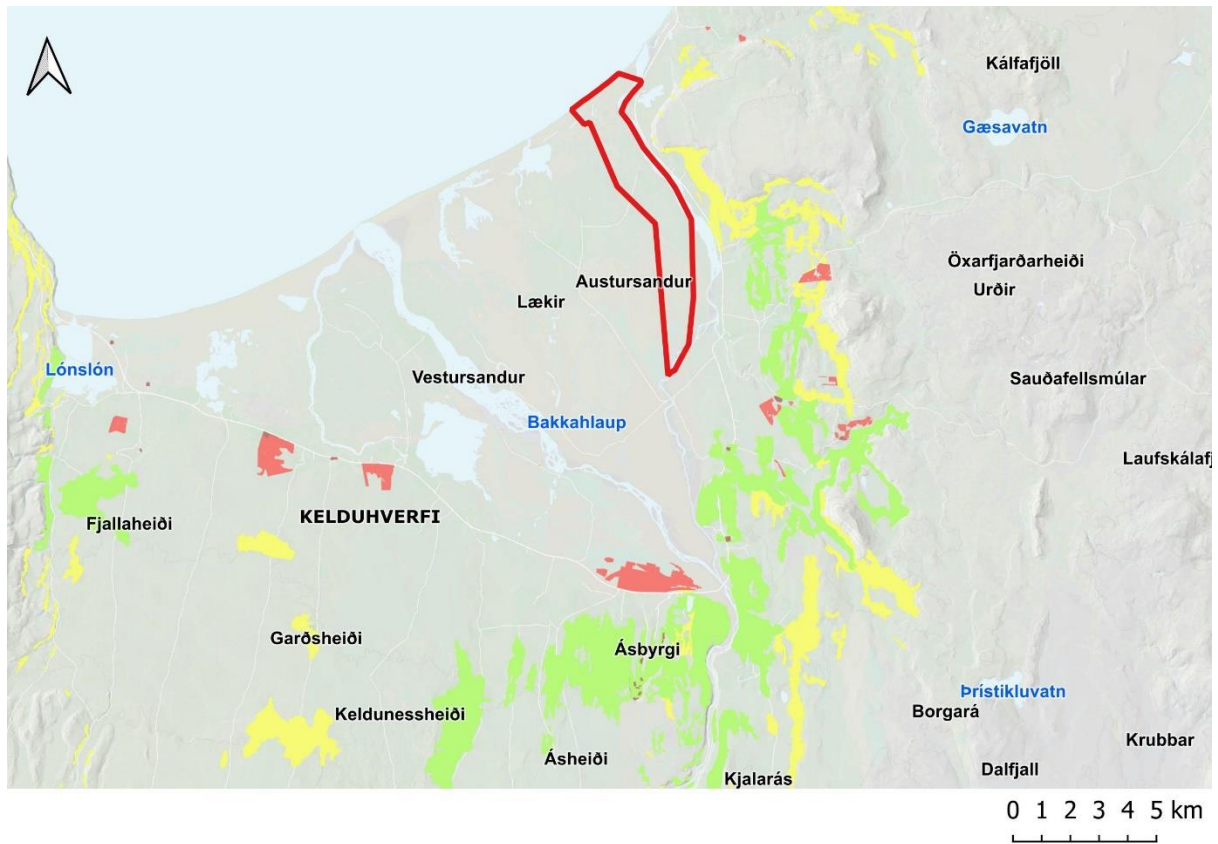 Kálfafjöll
Gæsavatn
Öxarfjarðarheiði
Urðir
Austursandur
Lækir
Lónslón
Vestursandur
Sauðafellsmúlar
Bakkahlaup
Laufskálafj
KELDUHVERFI
Fjallaheiði
Garðsheiði
Ásbyrgi
Þrístikluvatn
Keldunessheiði
Borgará
Krubbar
Ásheiði
Dalfjall
Kjalarás
0 1 2 3 4 5 km